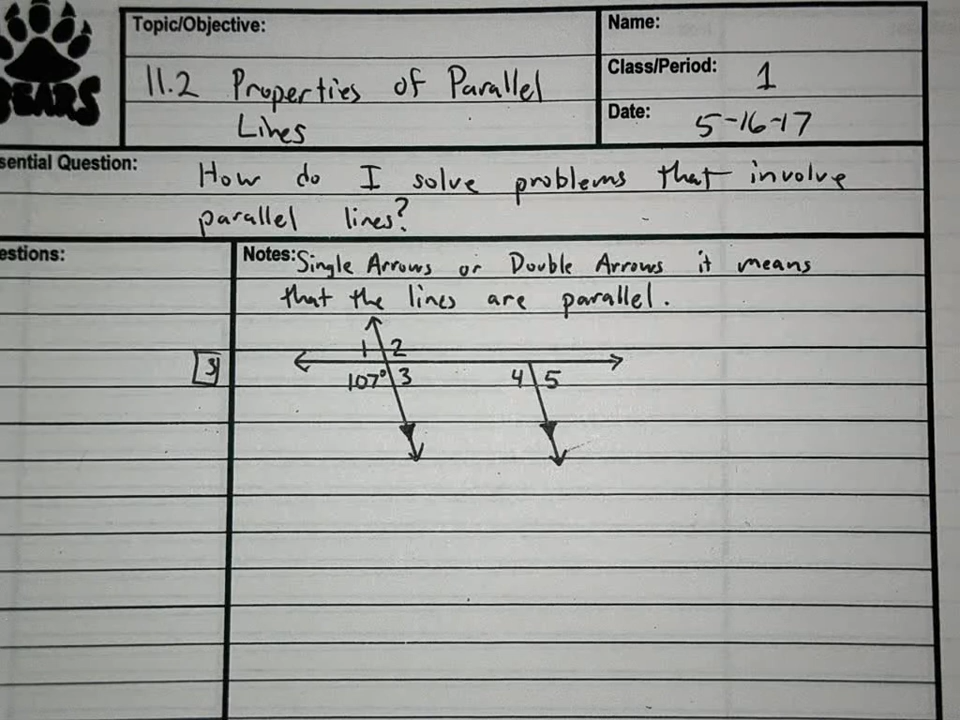 BEARS
Topic/Objective:
11.2 Properties of Parallel
Lines
Name:
Class/Period: 1
Date: 5-16-17
sential Question: How do I solve problems that involve
parallel lines?
estions:
Notes: Single Arrows or Double Arrows it means
that the lines are parallel.
1 2
3 107° 3 4 5